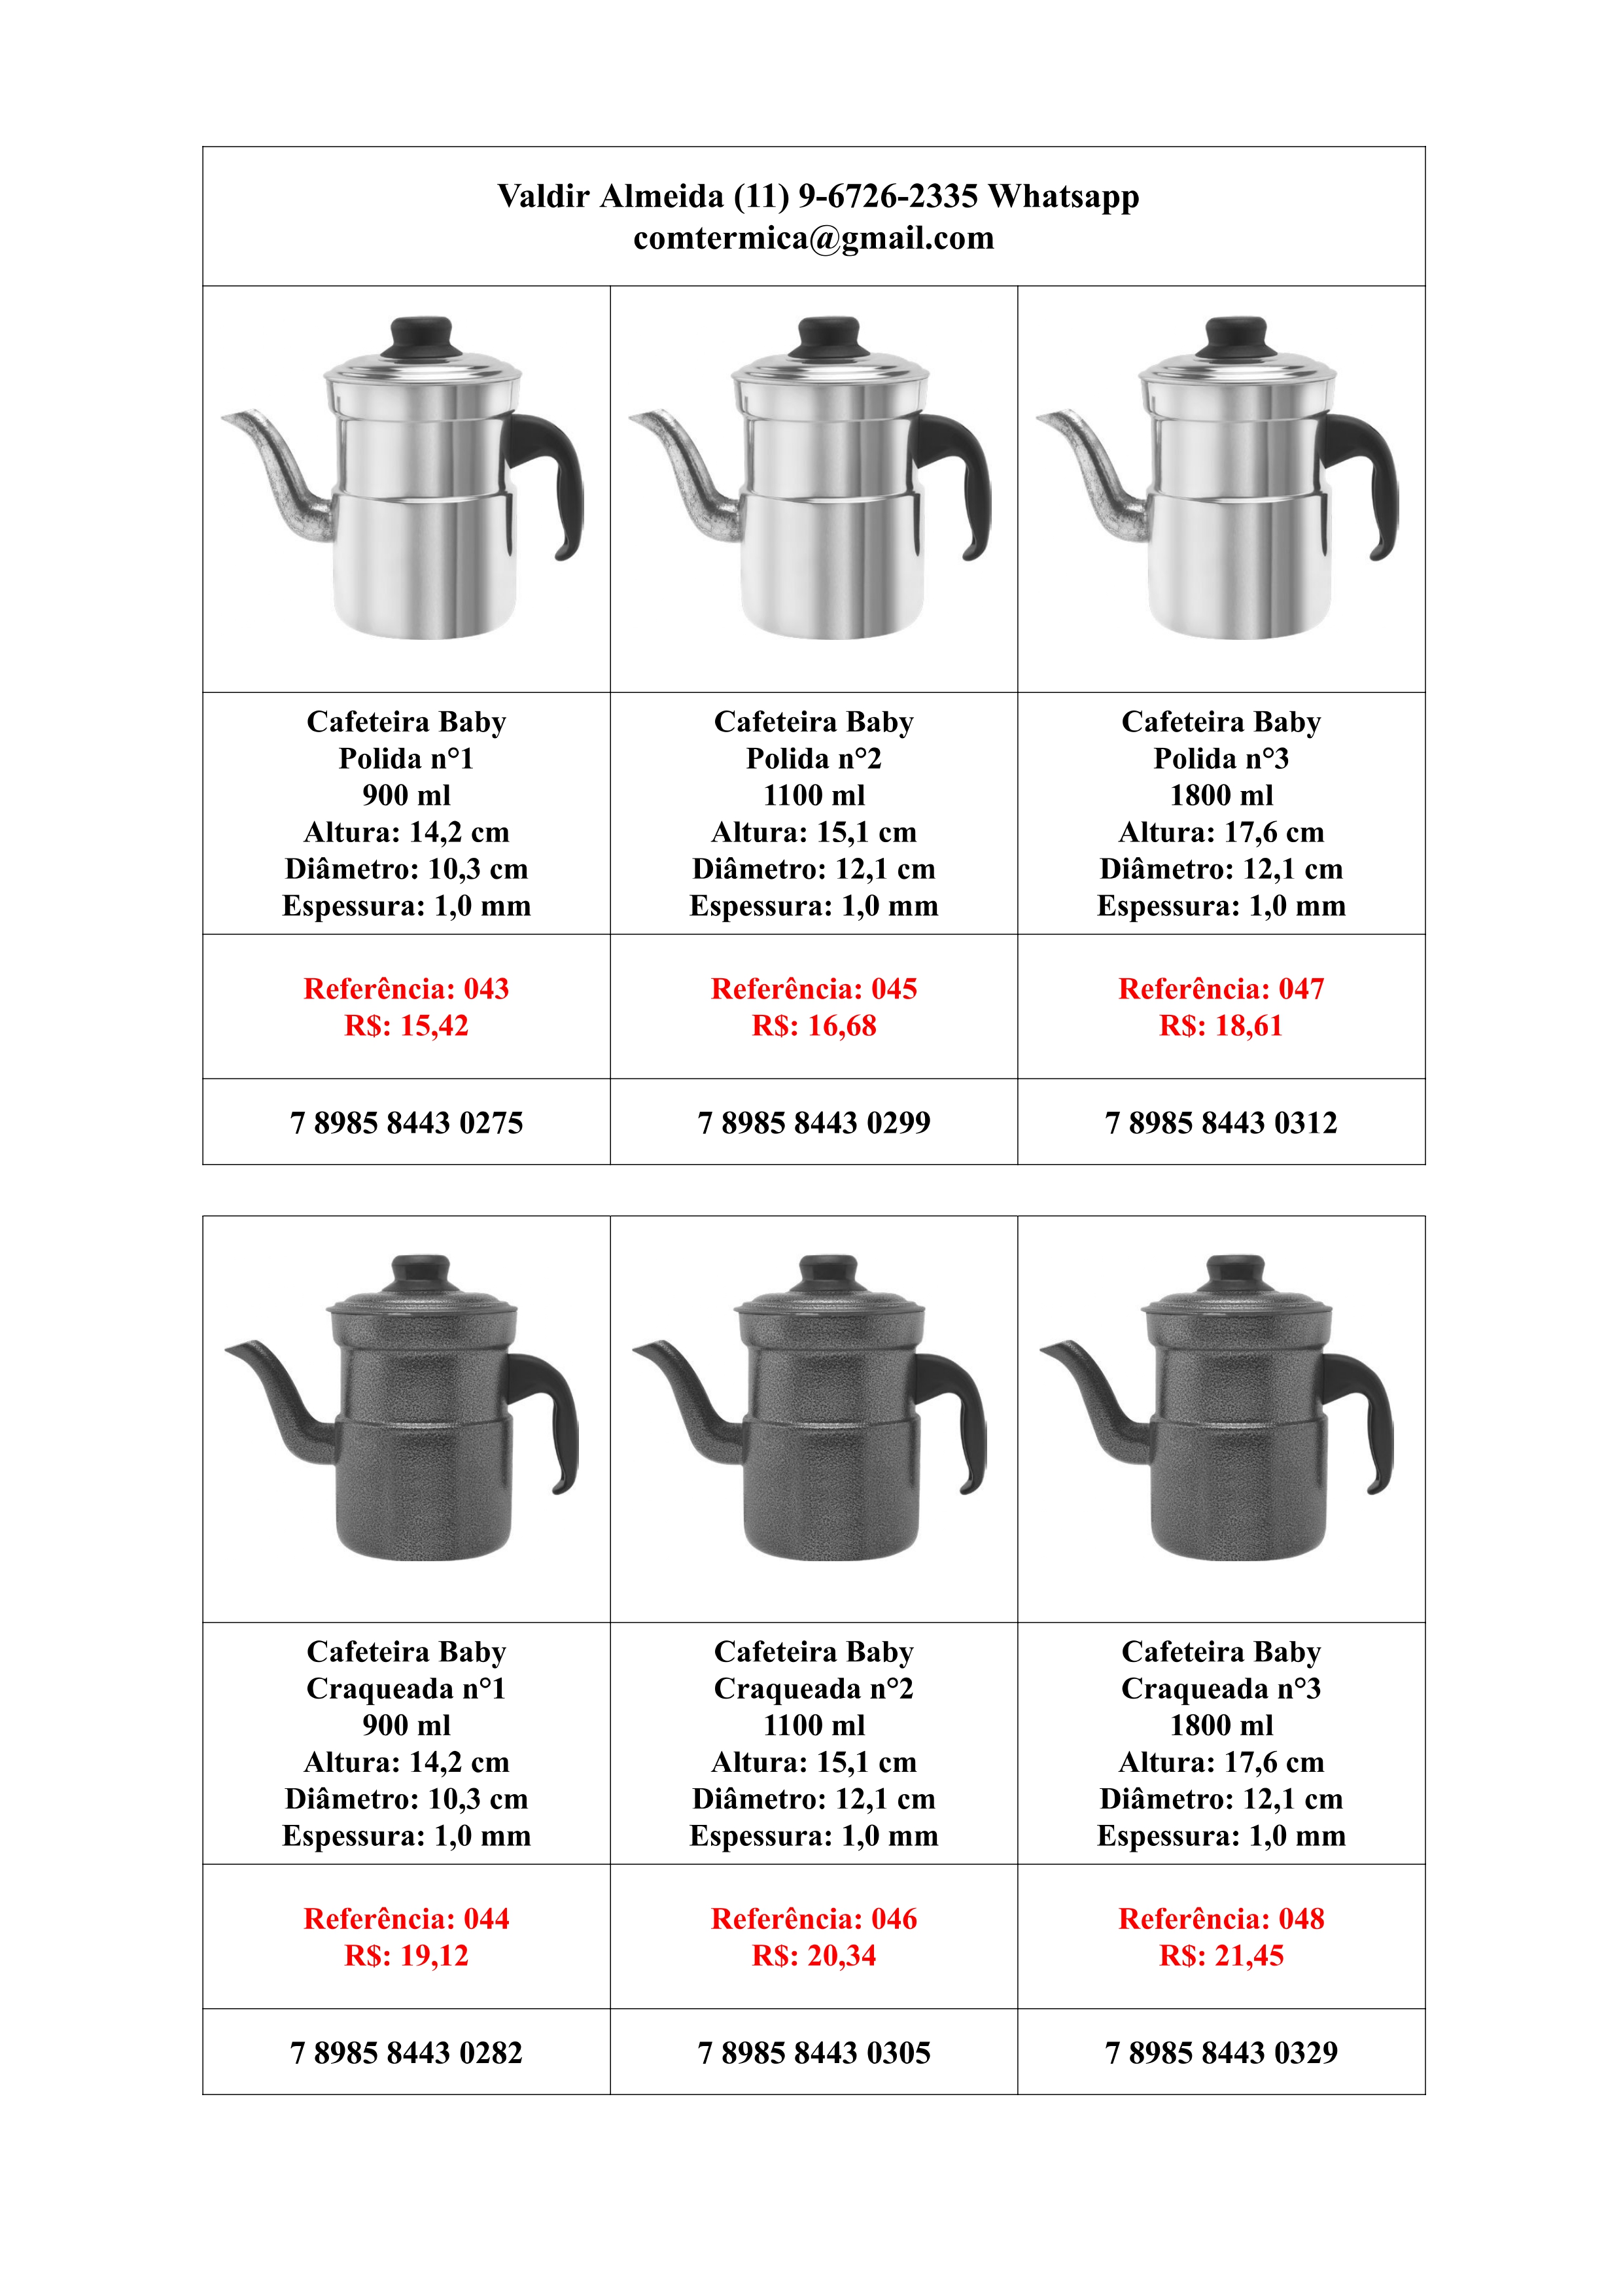 Valdir Almeida (11) 9-6726-2335 Whatsapp
comtermica@gmail.com
Cafeteira Baby
Polida n°1
900 ml
Altura: 14,2 cm
Diâmetro: 10,3 cm
Espessura: 1,0 mm
Cafeteira Baby
Polida n°2
1100 ml
Altura: 15,1 cm
Diâmetro: 12,1 cm
Espessura: 1,0 mm
Cafeteira Baby
Polida n°3
1800 ml
Altura: 17,6 cm
Diâmetro: 12,1 cm
Espessura: 1,0 mm
Referência: 043
R$: 15,42
Referência: 045
R$: 16,68
Referência: 047
R$: 18,61
7 8985 8443 0275
7 8985 8443 0299
7 8985 8443 0312
Cafeteira Baby
Craqueada n°1
900 ml
Altura: 14,2 cm
Diâmetro: 10,3 cm
Espessura: 1,0 mm
Cafeteira Baby
Craqueada n°2
1100 ml
Altura: 15,1 cm
Diâmetro: 12,1 cm
Espessura: 1,0 mm
Cafeteira Baby
Craqueada n°3
1800 ml
Altura: 17,6 cm
Diâmetro: 12,1 cm
Espessura: 1,0 mm
Referência: 044
R$: 19,12
Referência: 046
R$: 20,34
Referência: 048
R$: 21,45
7 8985 8443 0282
7 8985 8443 0305
7 8985 8443 0329